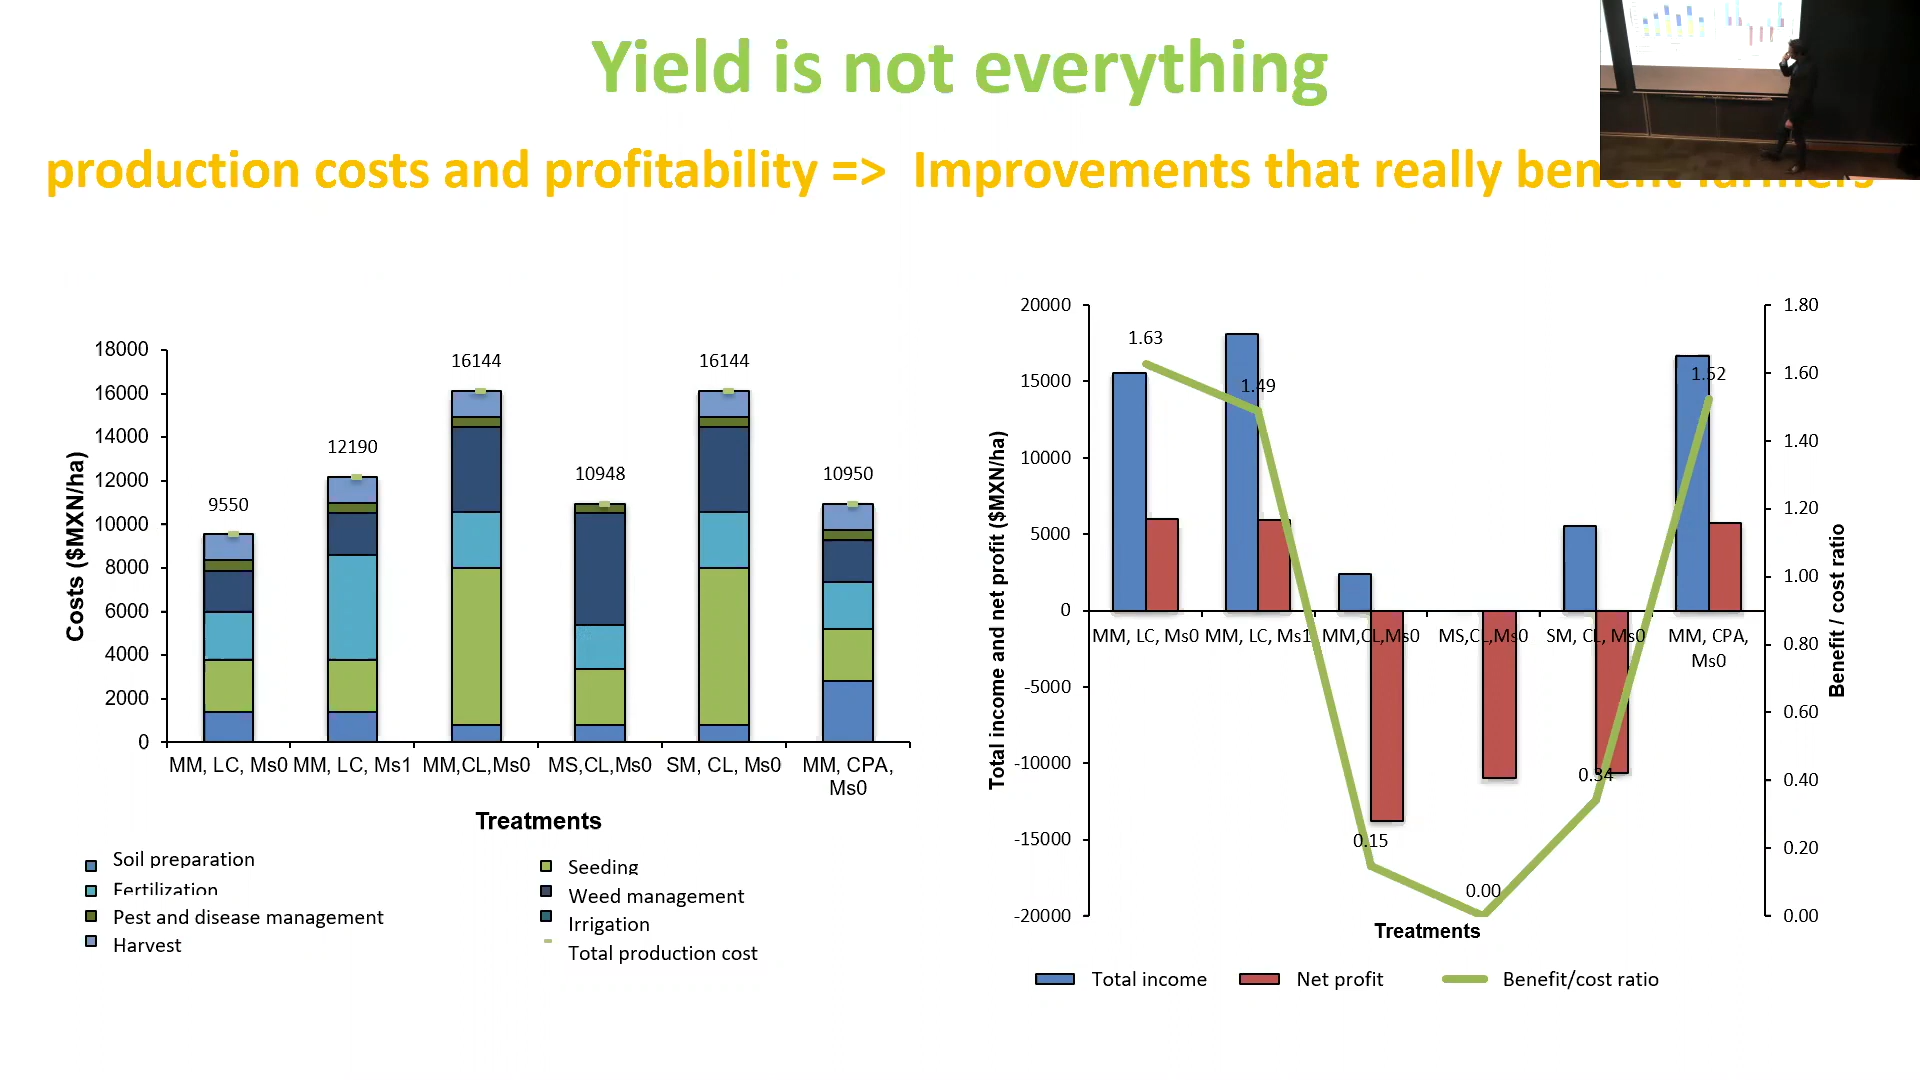 Yield is not everything
production costs and profitability => Improvements that really benefit farmers
18000
16000
14000
12000
10000
8000
6000
4000
2000
0
Costs ($MXN/ha)
9550
12190
16144
10948
16144
10950
MM, LC, Ms0
MM, LC, Ms1
MM,CL,Ms0
MS,CL,Ms0
SM, CL, Ms0
MM, CPA,
Ms0
Treatments
Soil preparation
Fertilization
Pest and disease management
Harvest
Seeding
Weed management
Irrigation
Total production cost
20000
15000
10000
5000
0
-5000
-10000
-15000
-20000
Total income and net profit ($MXN/ha)
1.63
1.49
0.15
0.00
0.34
1.52
MM, LC, Ms0
MM, LC, Ms1
MM,CL,Ms0
MS,CL,Ms0
SM, CL, Ms0
MM, CPA,
Ms0
1.80
1.60
1.40
1.20
1.00
0.80
0.60
0.40
0.20
0.00
Benefit / cost ratio
Treatments
Total income
Net profit
Benefit/cost ratio